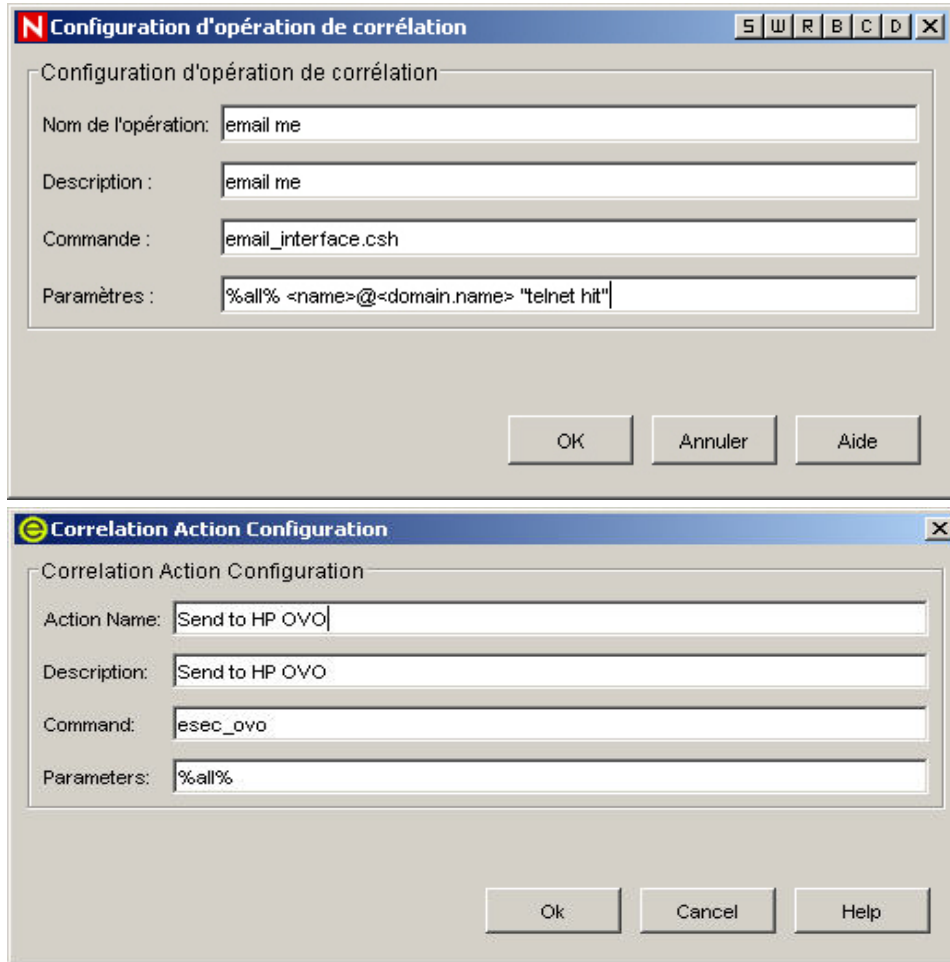 N Configuration d'opération de corrélation S W R B C D X
Configuration d'opération de corrélation
Nom de l'opération: email me
Description : email me
Commande : email_interface.csh
Paramètres : %all% <name>@<domain.name> "telnet hit"
OK Annuler Aide
e Correlation Action Configuration X
Correlation Action Configuration
Action Name: Send to HP OVO
Description: Send to HP OVO
Command: esec_ovo
Parameters: %all%
Ok Cancel Help